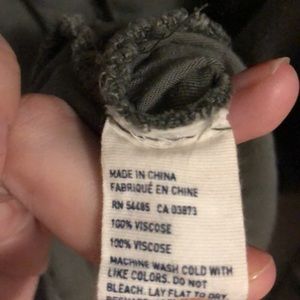 MADE IN CHINA
FABRIQUÉ EN CHINE
RN 54485 CA 03873
100% VISCOSE
100% VISCOSE
MACHINE WASH COLD WITH
LIKE COLORS. DO NOT
BLEACH. LAY FLAT TO DRY.